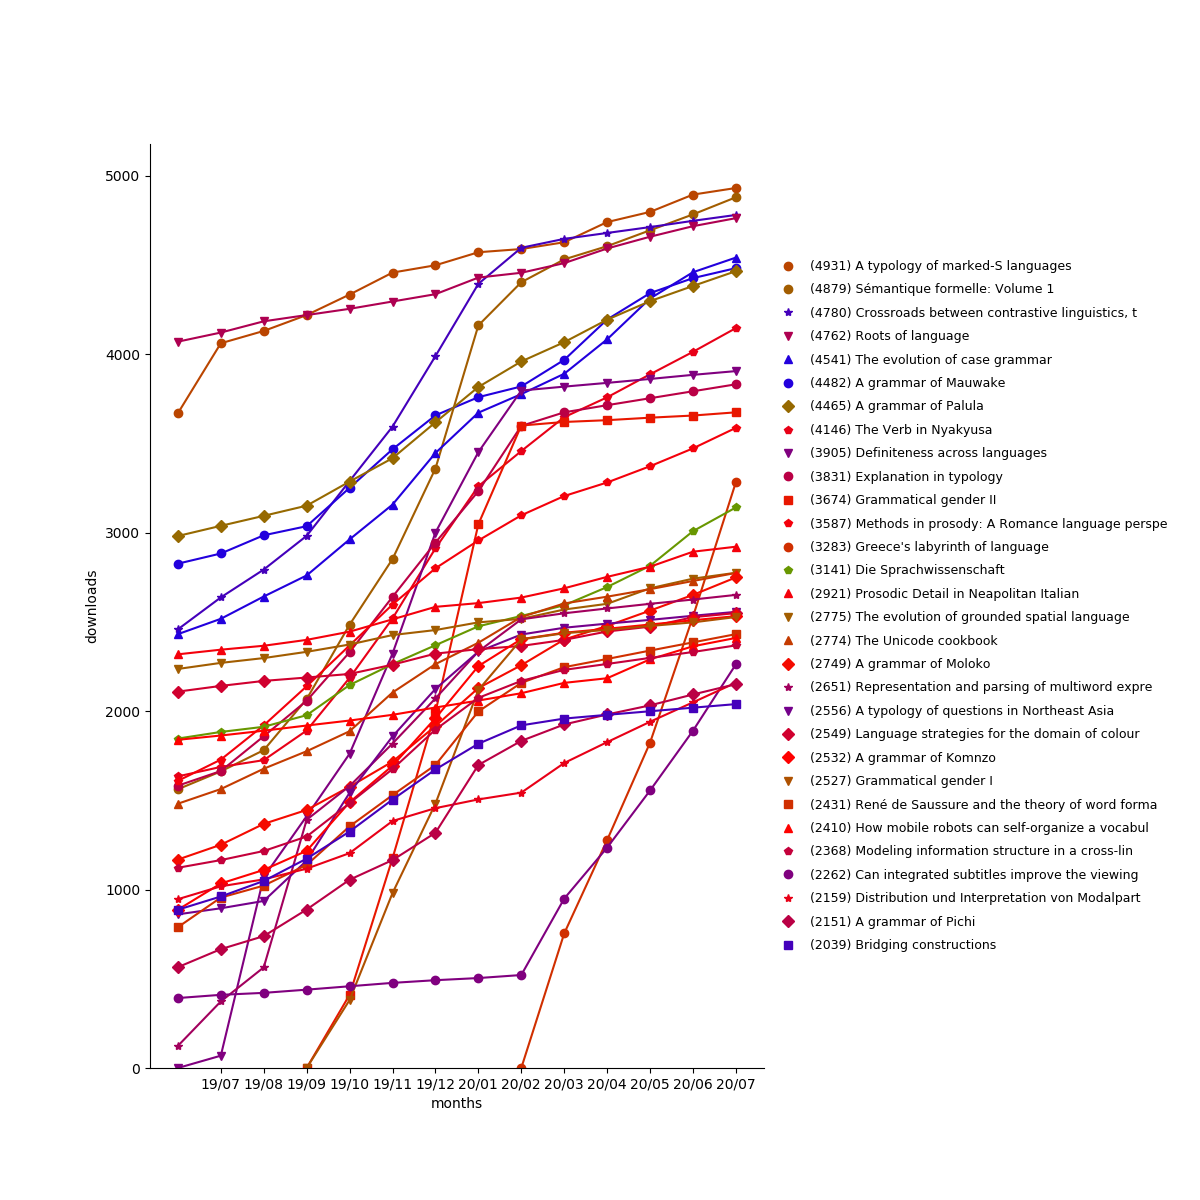 5000
4000
3000
2000
1000
0
downloads
19/07 19/08 19/09 19/10 19/11 19/12 20/01 20/02 20/03 20/04 20/05 20/06 20/07
months
(4931) A typology of marked-S languages
(4879) Sémantique formelle: Volume 1
(4780) Crossroads between contrastive linguistics, t
(4762) Roots of language
(4541) The evolution of case grammar
(4482) A grammar of Mauwake
(4465) A grammar of Palula
(4146) The Verb in Nyakyusa
(3905) Definiteness across languages
(3831) Explanation in typology
(3674) Grammatical gender II
(3587) Methods in prosody: A Romance language perspe
(3283) Greece's labyrinth of language
(3141) Die Sprachwissenschaft
(2921) Prosodic Detail in Neapolitan Italian
(2775) The evolution of grounded spatial language
(2774) The Unicode cookbook
(2749) A grammar of Moloko
(2651) Representation and parsing of multiword expre
(2556) A typology of questions in Northeast Asia
(2549) Language strategies for the domain of colour
(2532) A grammar of Komnzo
(2527) Grammatical gender I
(2431) René de Saussure and the theory of word forma
(2410) How mobile robots can self-organize a vocabul
(2368) Modeling information structure in a cross-lin
(2262) Can integrated subtitles improve the viewing
(2159) Distribution und Interpretation von Modalpart
(2151) A grammar of Pichi
(2039) Bridging constructions